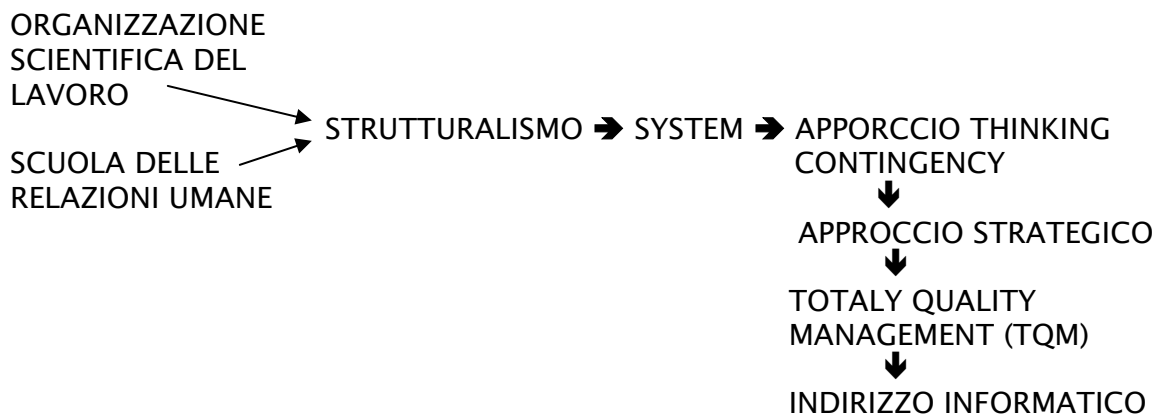 ORGANIZZAZIONE
SCIENTIFICA DEL
LAVORO
STRUTTURALISMO 🡺 SYSTEM 🡺 APPORCCIO THINKING
CONTINGENCY
SCUOLA DELLE
RELAZIONI UMANE
APPROCCIO STRATEGICO
TOTALY QUALITY
MANAGEMENT (TQM)
INDIRIZZO INFORMATICO